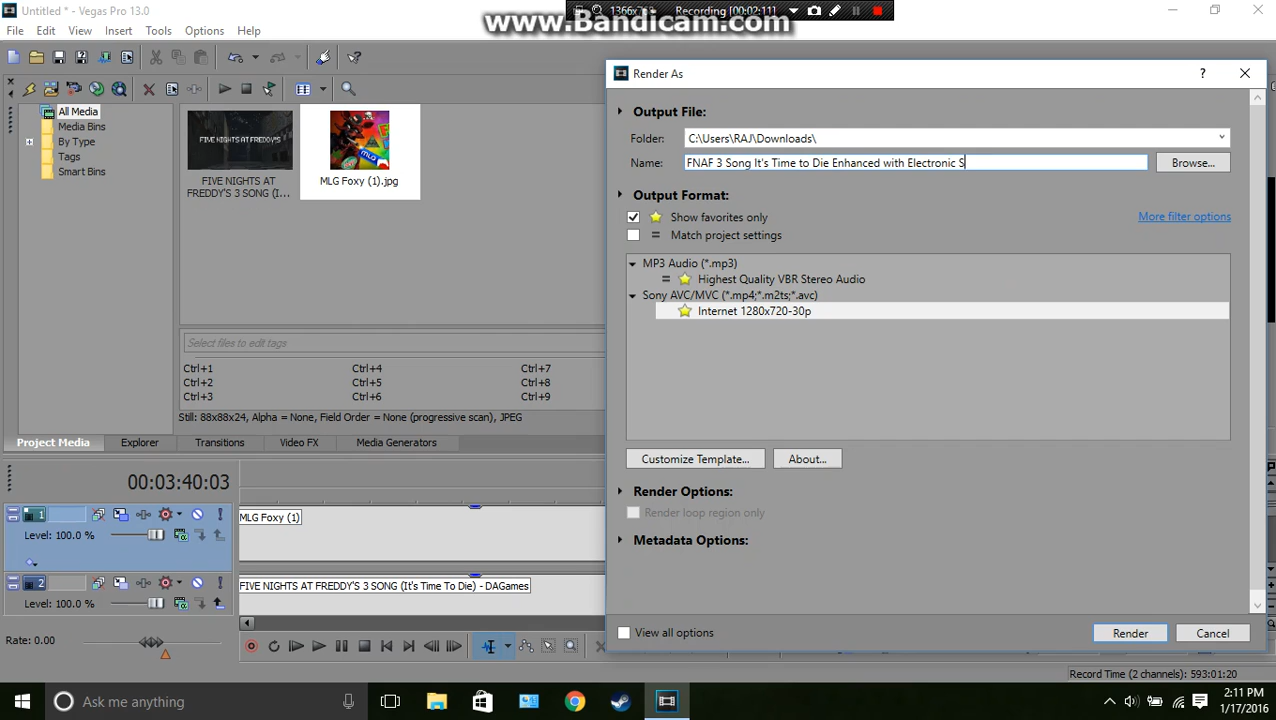 Untitled * - Vegas Pro 13.0
www.Bandicam.com
1366x768 Recording [00:02:11]
File Edit View Insert Tools Options Help
Render As
Output File:
Folder: C:\Users\RAJ\Downloads\
Name: FNAF 3 Song It's Time to Die Enhanced with Electronic S
Browse...
Output Format:
Show favorites only
More filter options
= Match project settings
MP3 Audio (*.mp3)
= Highest Quality VBR Stereo Audio
Sony AVC/MVC (*.mp4;*.m2ts;*.avc)
Internet 1280x720-30p
Customize Template... About...
Render Options:
Render loop region only
Metadata Options:
View all options
Render Cancel
All Media
Media Bins
By Type
Tags
Smart Bins
FIVE NIGHTS AT FREDDY'S
FIVE NIGHTS AT
FREDDY'S 3 SONG (I...
MLG
MLG Foxy (1).jpg
Select files to edit tags
Ctrl+1 Ctrl+4 Ctrl+7
Ctrl+2 Ctrl+5 Ctrl+8
Ctrl+3 Ctrl+6 Ctrl+9
Still: 88x88x24, Alpha = None, Field Order = None (progressive scan), JPEG
Project Media Explorer Transitions Video FX Media Generators
00:03:40:03
1
Level: 100.0 %
MLG Foxy (1)
2
Level: 100.0 %
FIVE NIGHTS AT FREDDY'S 3 SONG (It's Time To Die) - DAGames
Rate: 0.00
Record Time (2 channels): 593:01:20
Ask me anything
2:11 PM
1/17/2016